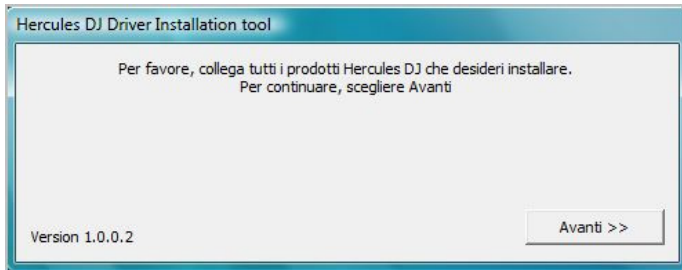 Hercules DJ Driver Installation tool
Per favore, collega tutti i prodotti Hercules DJ che desideri installare.
Per continuare, scegliere Avanti
Version 1.0.0.2
Avanti >>